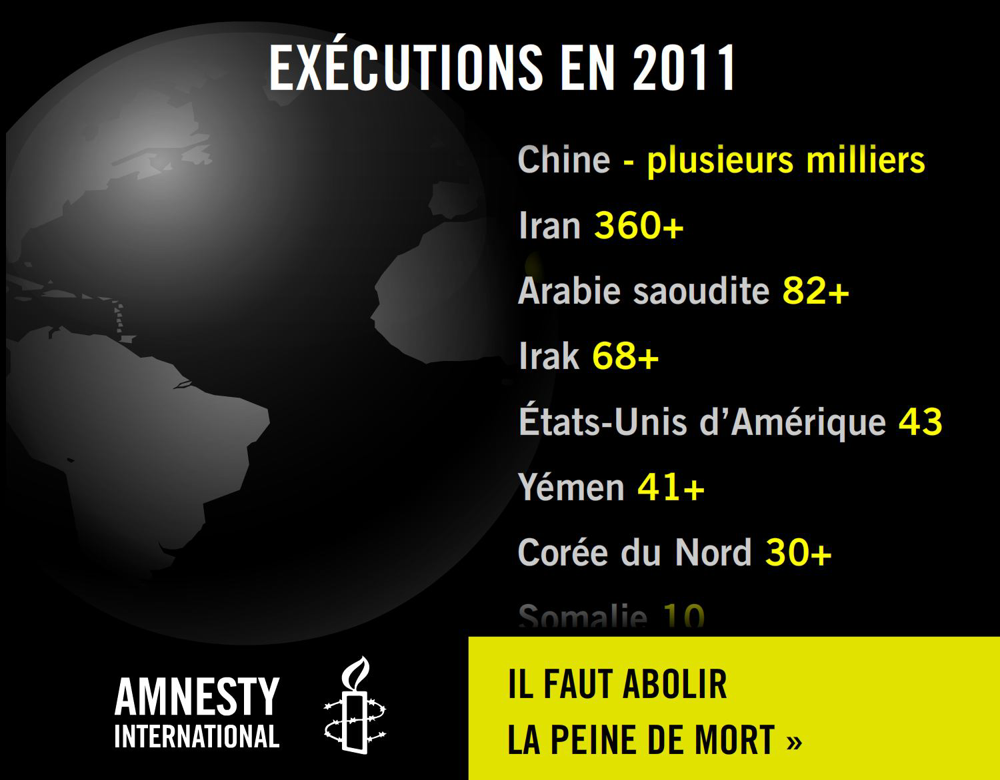 EXÉCUTIONS EN 2011
Chine - plusieurs milliers
Iran 360+
Arabie saoudite 82+
Irak 68+
États-Unis d’Amérique 43
Yémen 41+
Corée du Nord 30+
Somalie 10
AMNESTY
INTERNATIONAL
IL FAUT ABOLIR
LA PEINE DE MORT »